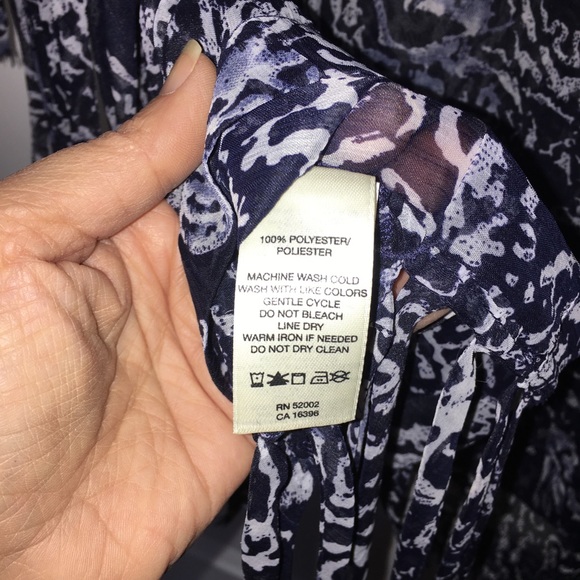 100% POLYESTER/
POLIESTER
MACHINE WASH COLD
WASH WITH LIKE COLORS
GENTLE CYCLE
DO NOT BLEACH
LINE DRY
WARM IRON IF NEEDED
DO NOT DRY CLEAN
RN 52002
CA 16396